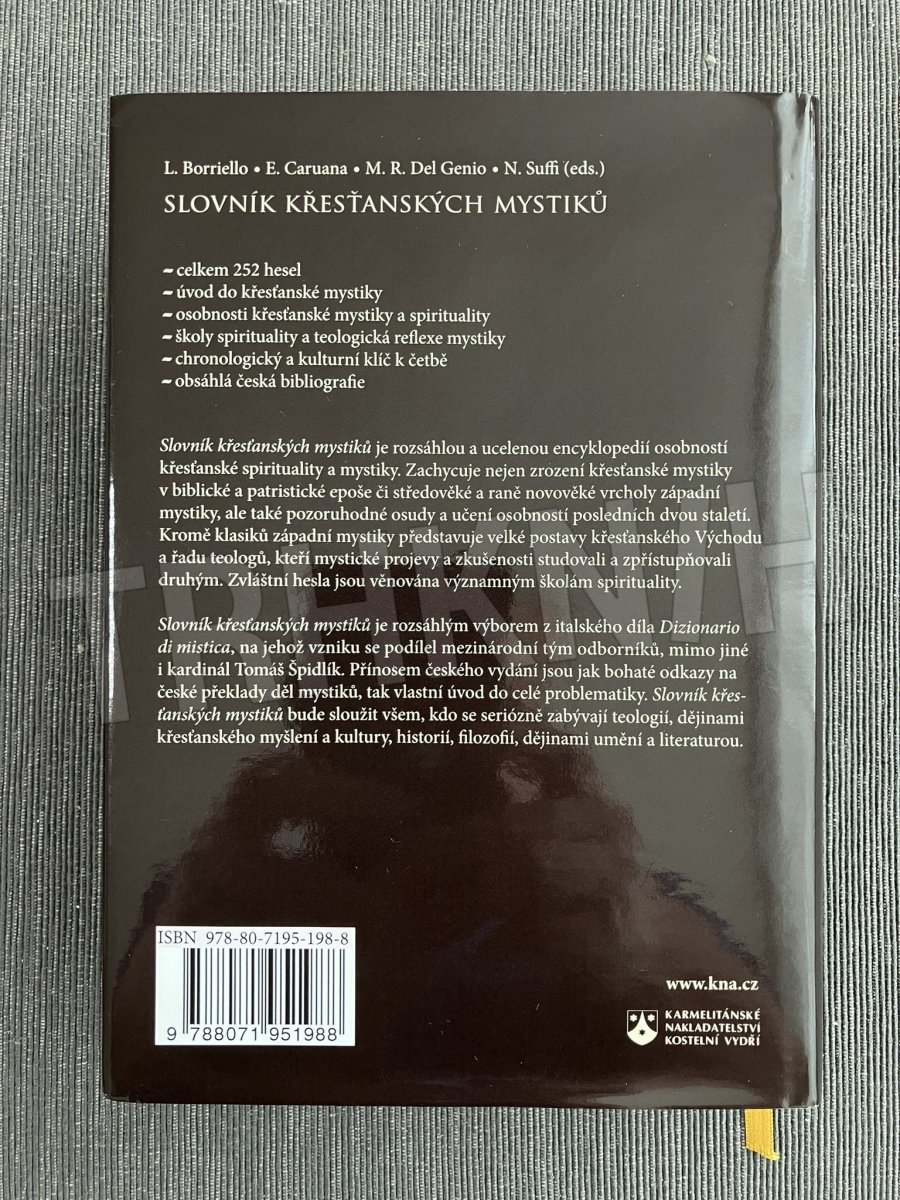 L. Borriello • E. Caruana • M. R. Del Genio • N. Suffi (eds.)
SLOVNÍK KŘESŤANSKÝCH MYSTIKŮ
– celkem 252 hesel
– úvod do křesťanské mystiky
– osobnosti křesťanské mystiky a spirituality
– školy spirituality a teologická reflexe mystiky
– chronologický a kulturní klíč k četbě
– obsáhlá česká bibliografie
Slovník křesťanských mystiků je rozsáhlou a ucelenou encyklopedií osobností
křesťanské spirituality a mystiky. Zachycuje nejen zrození křesťanské mystiky
v biblické a patristické epoše či středověké a raně novověké vrcholy západní
mystiky, ale také pozoruhodné osudy a učení osobností posledních dvou staletí.
Kromě klasiků západní mystiky představuje velké postavy křesťanského Východu
a řadu teologů, kteří mystické projevy a zkušenosti studovali a zpřístupňovali
druhým. Zvláštní hesla jsou věnována významným školám spirituality.
Slovník křesťanských mystiků je rozsáhlým výborem z italského díla Dizionario
di mistica, na jehož vzniku se podílel mezinárodní tým odborníků, mimo jiné
i kardinál Tomáš Špidlík. Přínosem českého vydání jsou jak bohaté odkazy na
české překlady děl mystiků, tak vlastní úvod do celé problematiky. Slovník křes-
ťanských mystiků bude sloužit všem, kdo se seriózně zabývají teologií, dějinami
křesťanského myšlení a kultury, historií, filozofií, dějinami umění a literaturou.
ISBN 978-80-7195-198-8
9 788071 951988
www.kna.cz
KARMELITÁNSKÉ
NAKLADATELSTVÍ
KOSTELNÍ VYDŘÍ